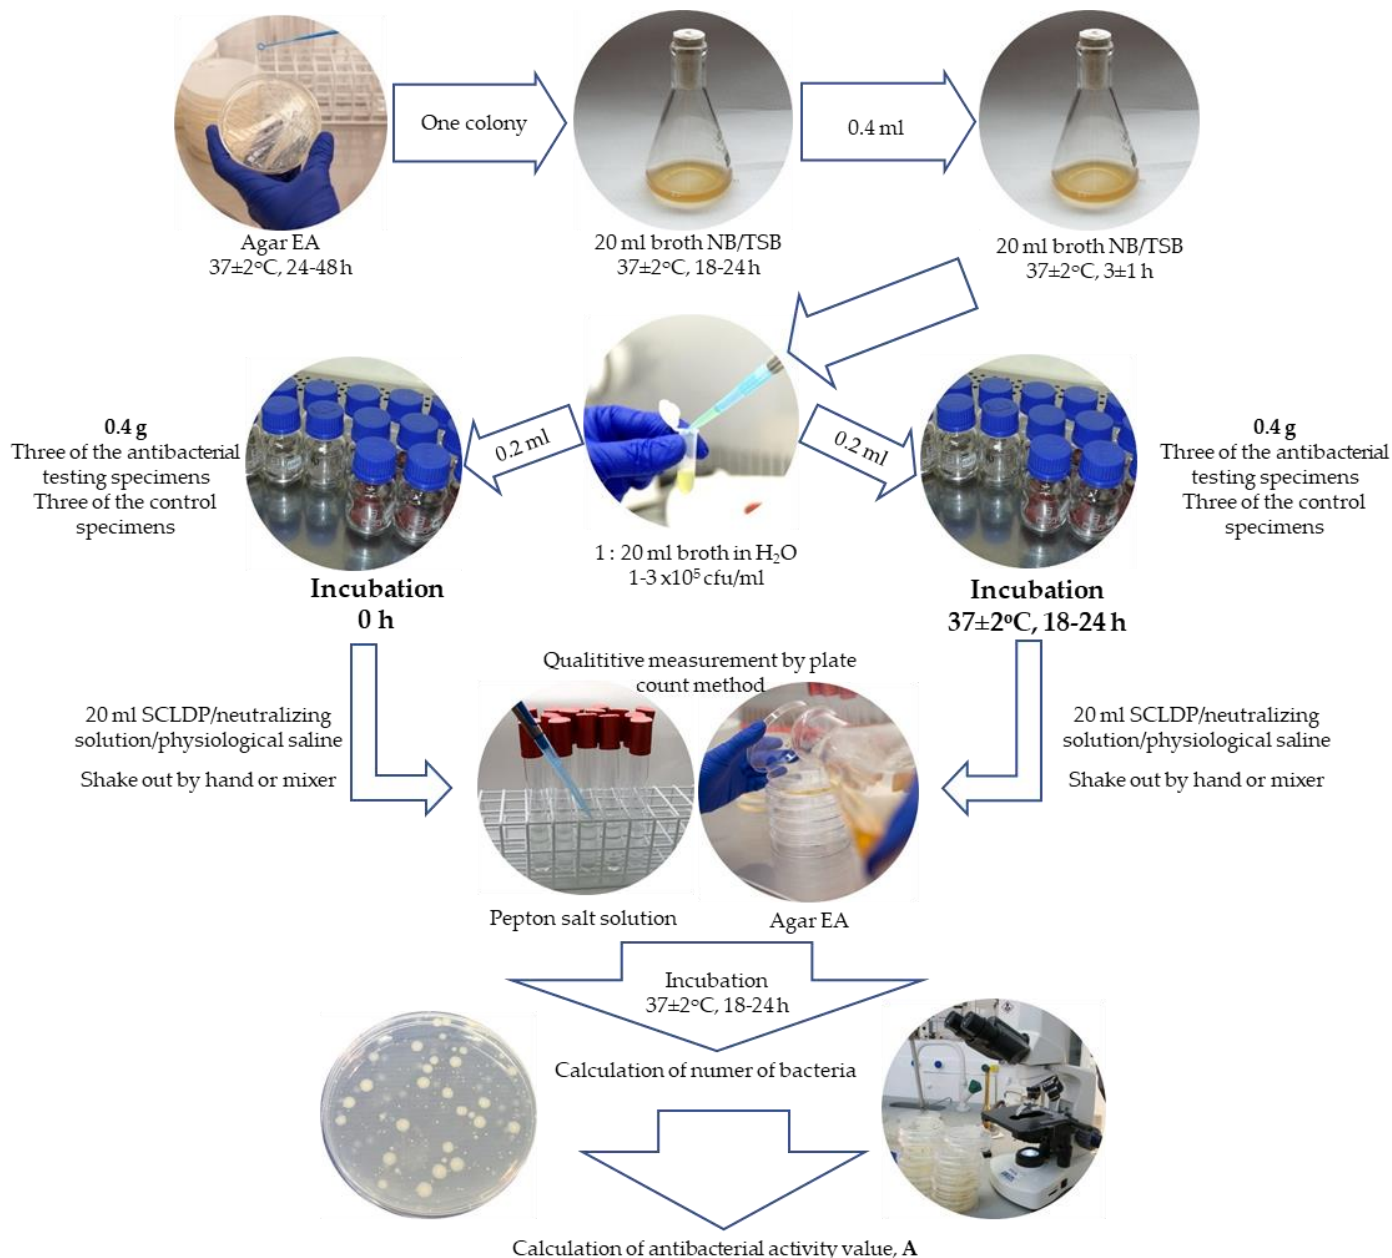 One colony
0.4 ml
Agar EA
37±2°C, 24-48 h
20 ml broth NB/TSB
37±2°C, 18-24 h
20 ml broth NB/TSB
37±2°C, 3±1 h
0.4 g
Three of the antibacterial
testing specimens
Three of the control
specimens
0.2 ml
0.2 ml
0.4 g
Three of the antibacterial
testing specimens
Three of the control
specimens
1 : 20 ml broth in H₂O
1-3 x10⁵ cfu/ml
Incubation
0 h
Incubation
37±2°C, 18-24 h
Qualititive measurement by plate
count method
20 ml SCLDP/neutralizing
solution/physiological saline
Shake out by hand or mixer
20 ml SCLDP/neutralizing
solution/physiological saline
Shake out by hand or mixer
Pepton salt solution
Agar EA
Incubation
37±2°C, 18-24 h
Calculation of numer of bacteria
Calculation of antibacterial activity value, A